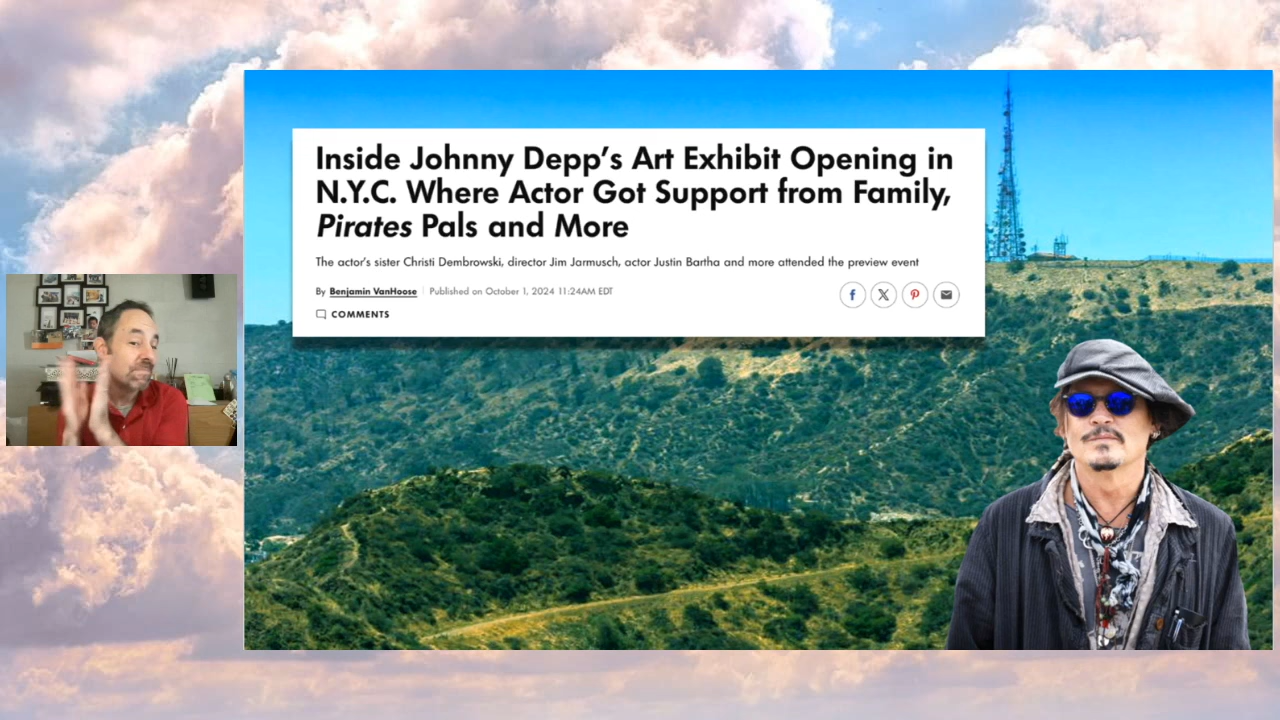 Inside Johnny Depp’s Art Exhibit Opening in
N.Y.C. Where Actor Got Support from Family,
Pirates Pals and More
The actor’s sister Christi Dembrowski, director Jim Jarmusch, actor Justin Bartha and more attended the preview event
By Benjamin VanHoose | Published on October 1, 2024 11:24AM EDT
COMMENTS